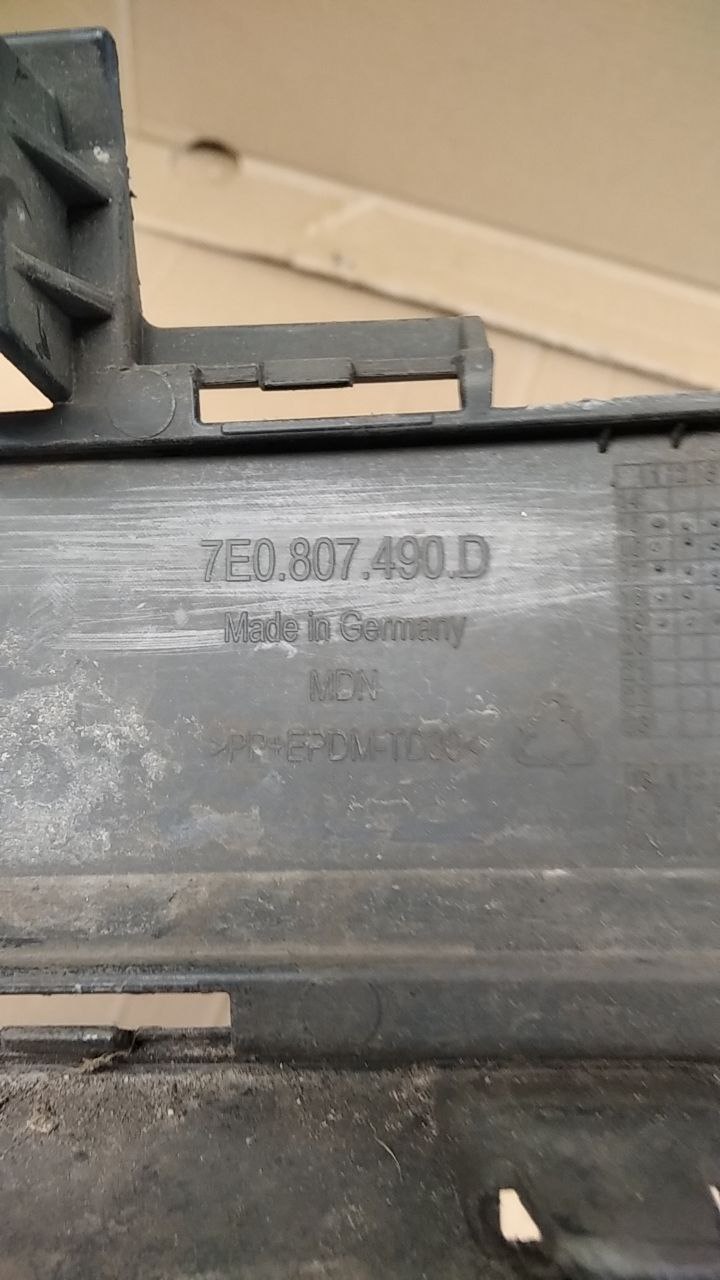 7E0.807.490.D
Made in Germany
MDN
>PP+EPDM-TD30<